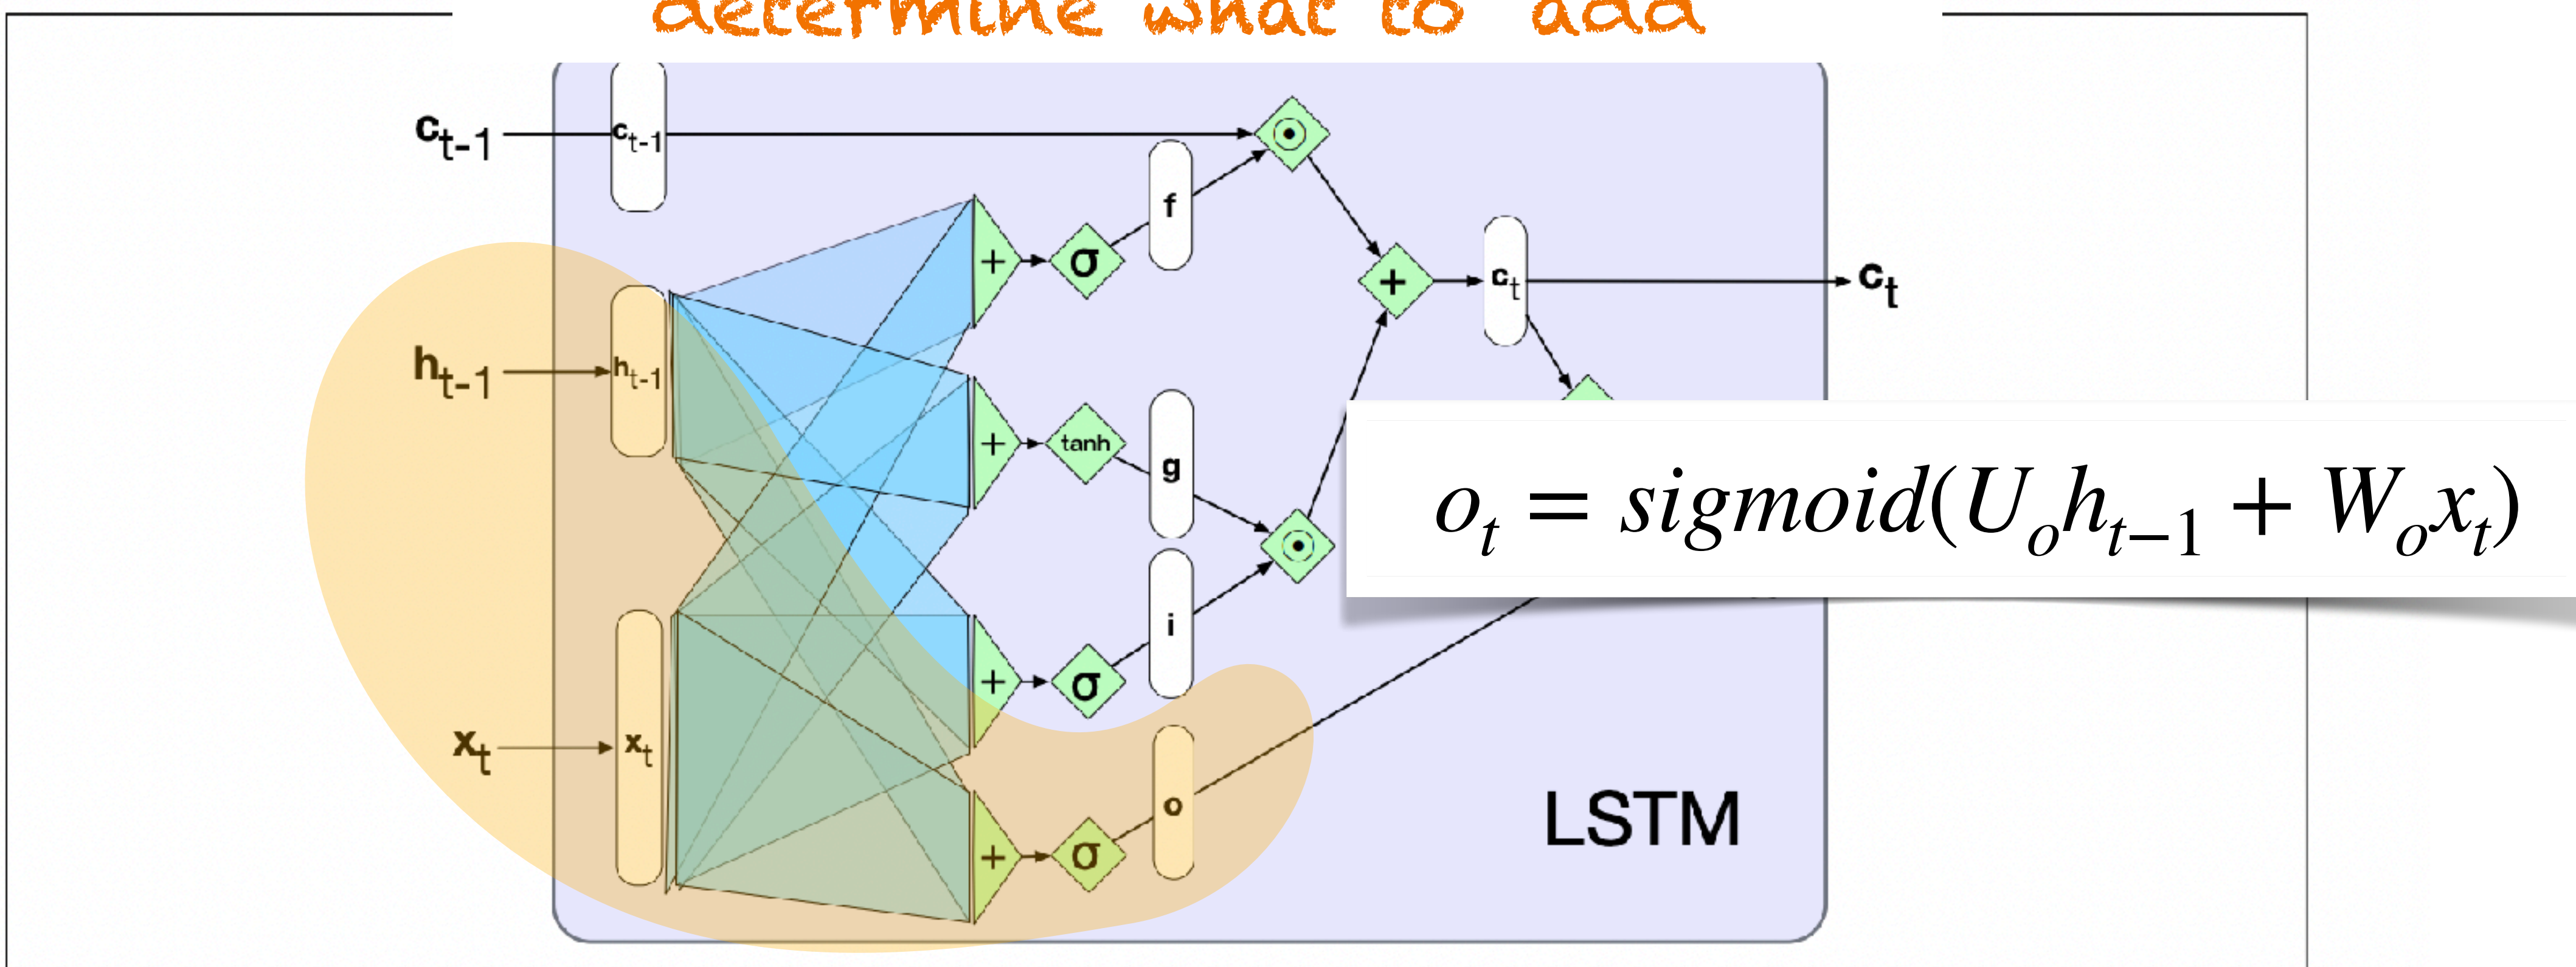 determine what to add
c_{t-1} c_{t-1} ⊙
f
+ σ
+ c_t c_t
h_{t-1} h_{t-1}
+ tanh g
o_t = sigmoid(U_o h_{t-1} + W_o x_t)
⊙
i
+ σ
x_t x_t
o
LSTM
+ σ